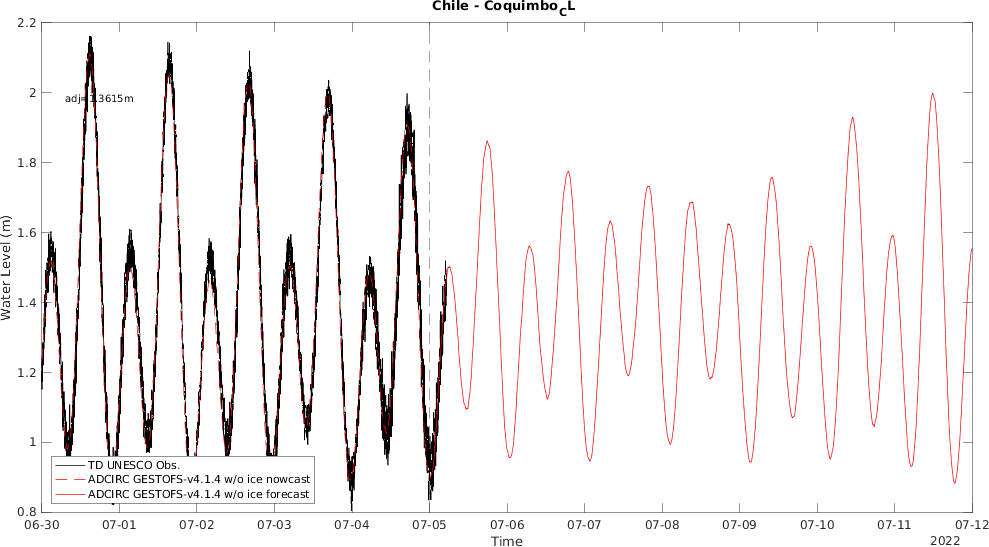 Chile - Coquimbo_CL
2.2
2
1.8
1.6
1.4
1.2
1
0.8
Water Level (m)
adj=1.3615m
TD UNESCO Obs.
ADCIRC GESTOFS-v4.1.4 w/o ice nowcast
ADCIRC GESTOFS-v4.1.4 w/o ice forecast
06-30 07-01 07-02 07-03 07-04 07-05 07-06 07-07 07-08 07-09 07-10 07-11 07-12
Time
2022